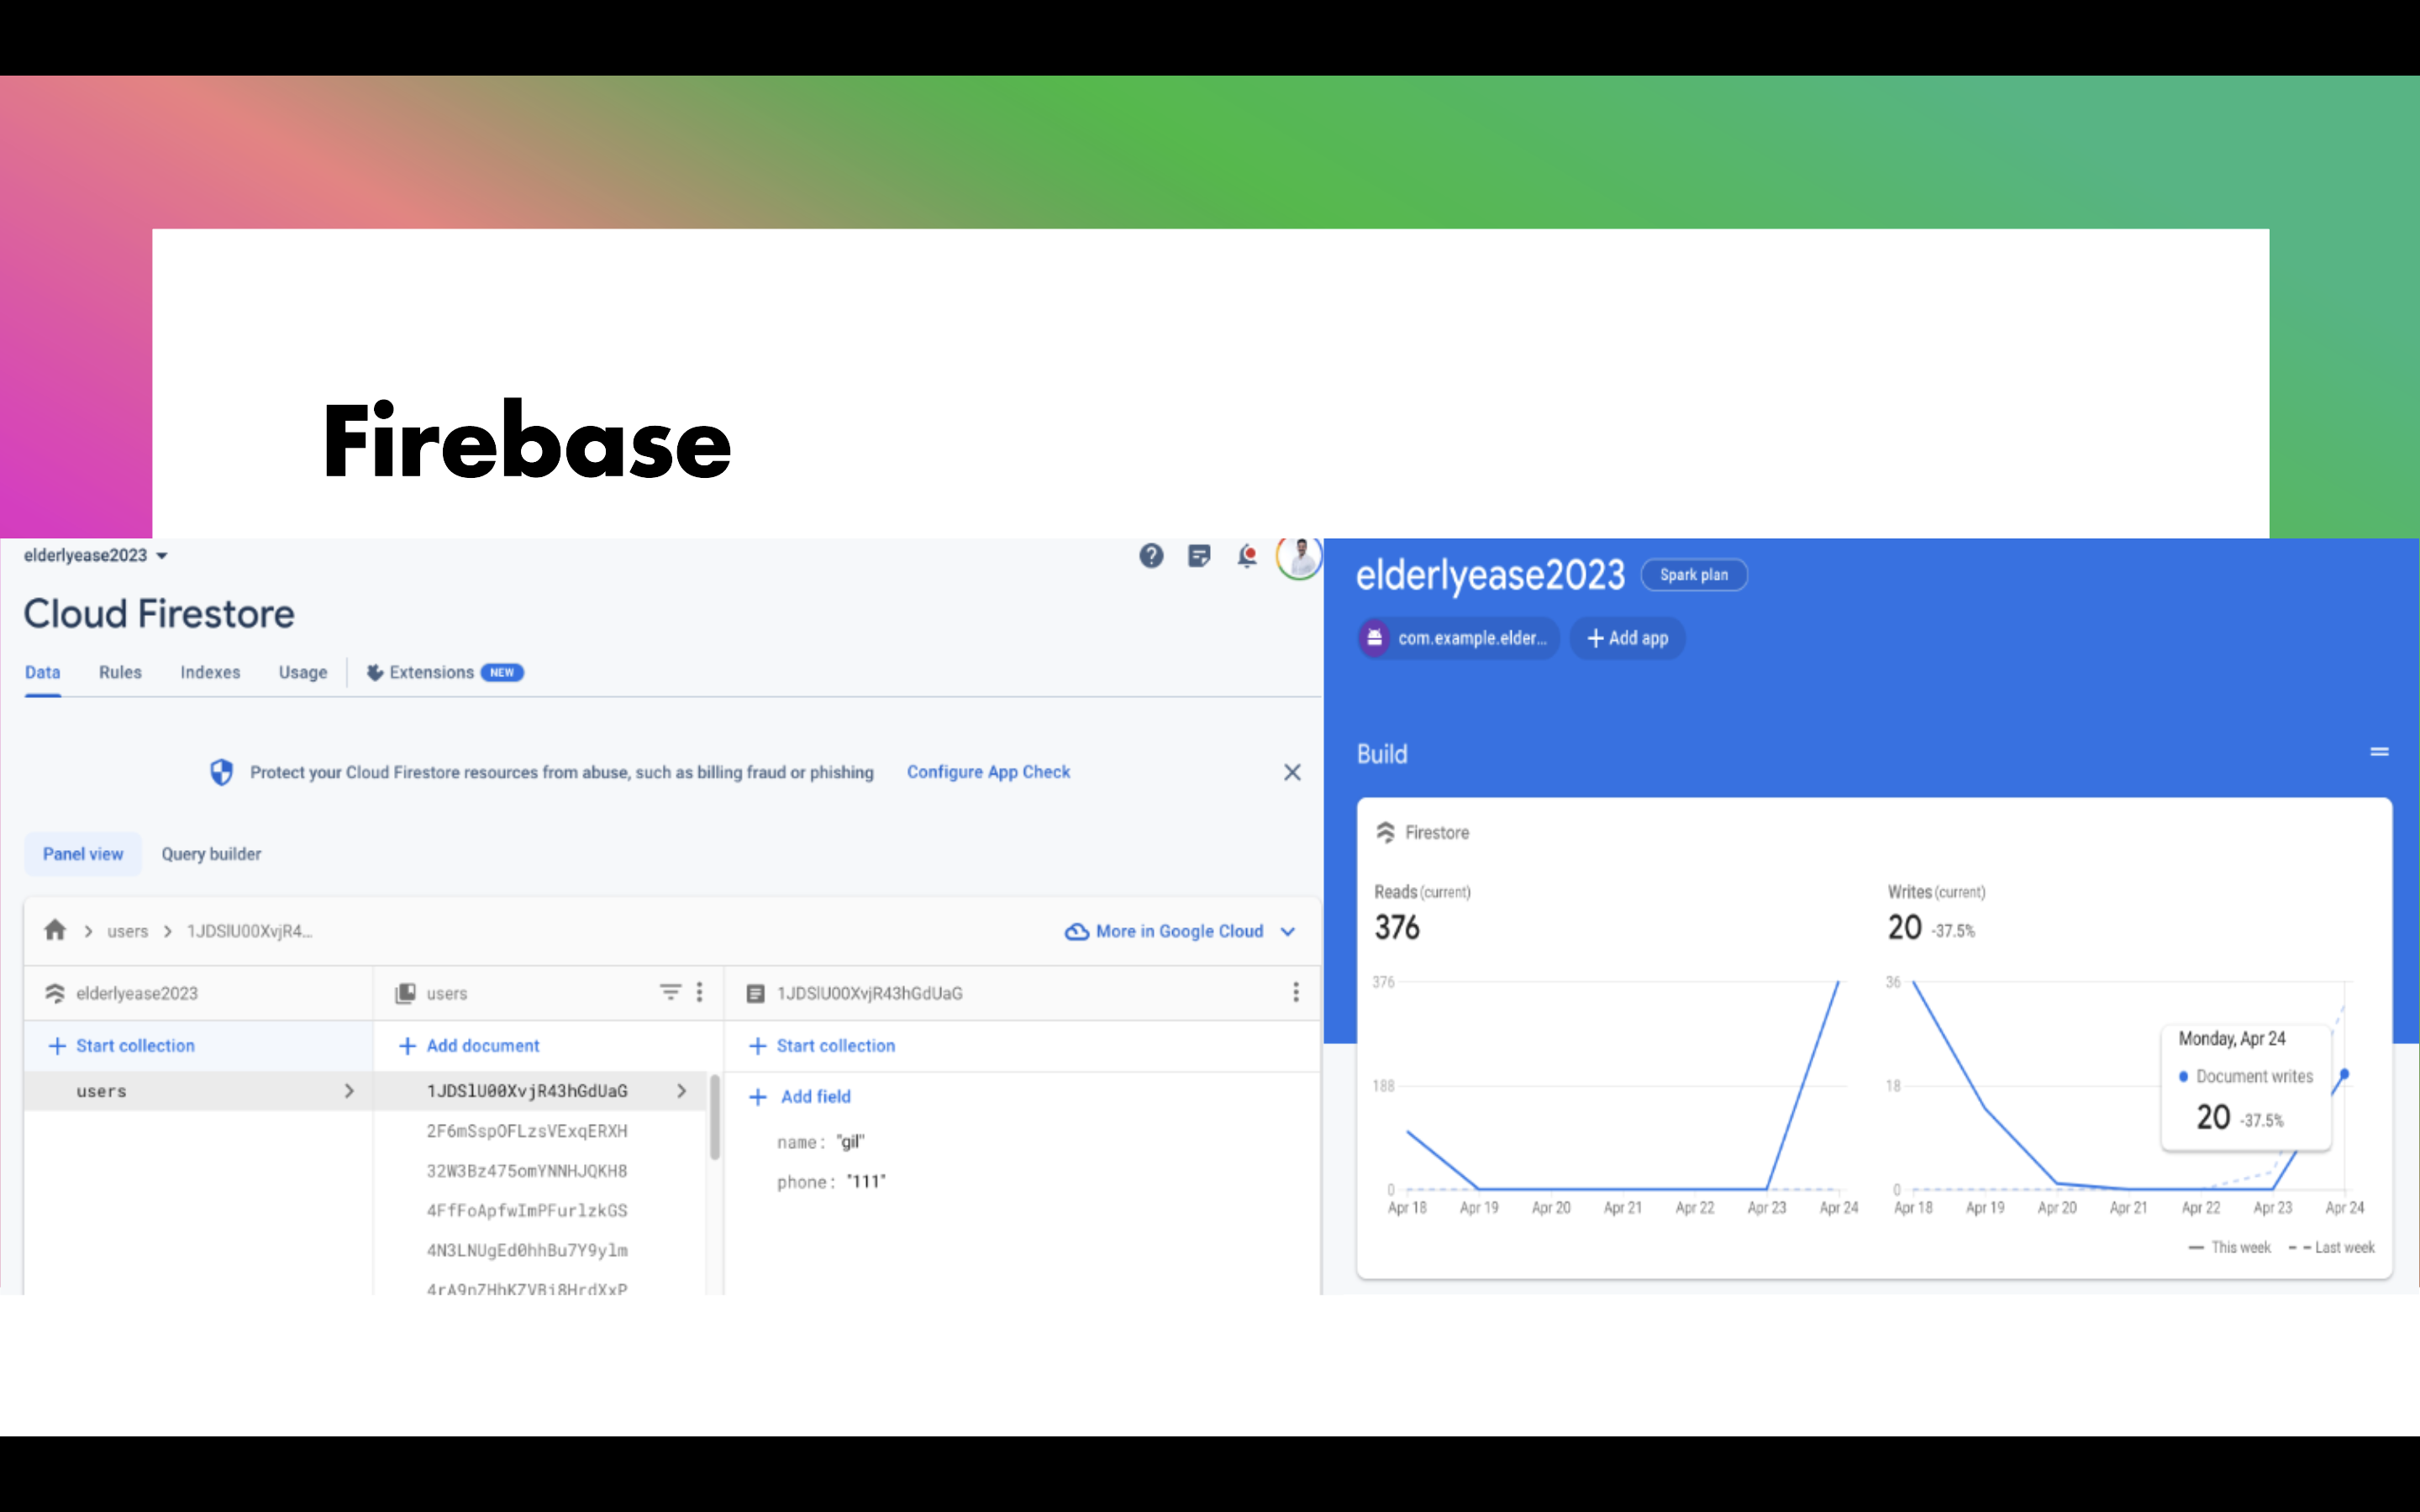 Firebase
elderlyease2023
Cloud Firestore
Data Rules Indexes Usage Extensions NEW
Protect your Cloud Firestore resources from abuse, such as billing fraud or phishing Configure App Check
Panel view Query builder
users 1JDSlU00XvjR4... More in Google Cloud
elderlyease2023 users 1JDSlU00XvjR43hGdUaG
+ Start collection + Add document + Start collection
users 1JDSlU00XvjR43hGdUaG + Add field
2F6mSspOFLzsVExqERXH
name: "gil"
32W3Bz475omYNNHJQKH8
phone: "111"
4FfFoApfwImPFurlzkGS
4N3LNUgEd0hhBu7Y9ylm
4rA9nZHhKZVBj8HrdXxP
elderlyease2023 Spark plan
com.example.elder... + Add app
Build
Firestore
Reads (current)
376
376
188
0
Apr 18 Apr 19 Apr 20 Apr 21 Apr 22 Apr 23 Apr 24
Writes (current)
20 -37.5%
36
18
0
Monday, Apr 24
Document writes
20 -37.5%
Apr 18 Apr 19 Apr 20 Apr 21 Apr 22 Apr 23 Apr 24
This week Last week